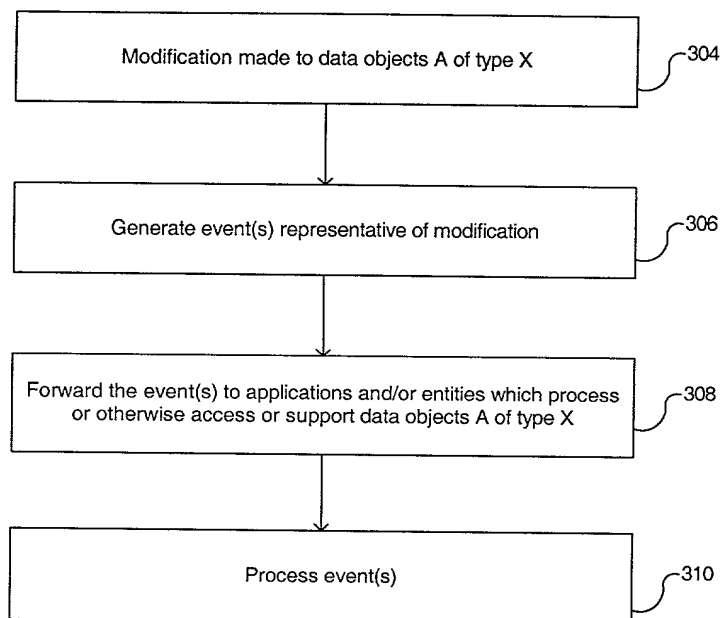 Modification made to data objects A of type X
304
Generate event(s) representative of modification
306
Forward the event(s) to applications and/or entities which process
or otherwise access or support data objects A of type X
308
Process event(s)
310